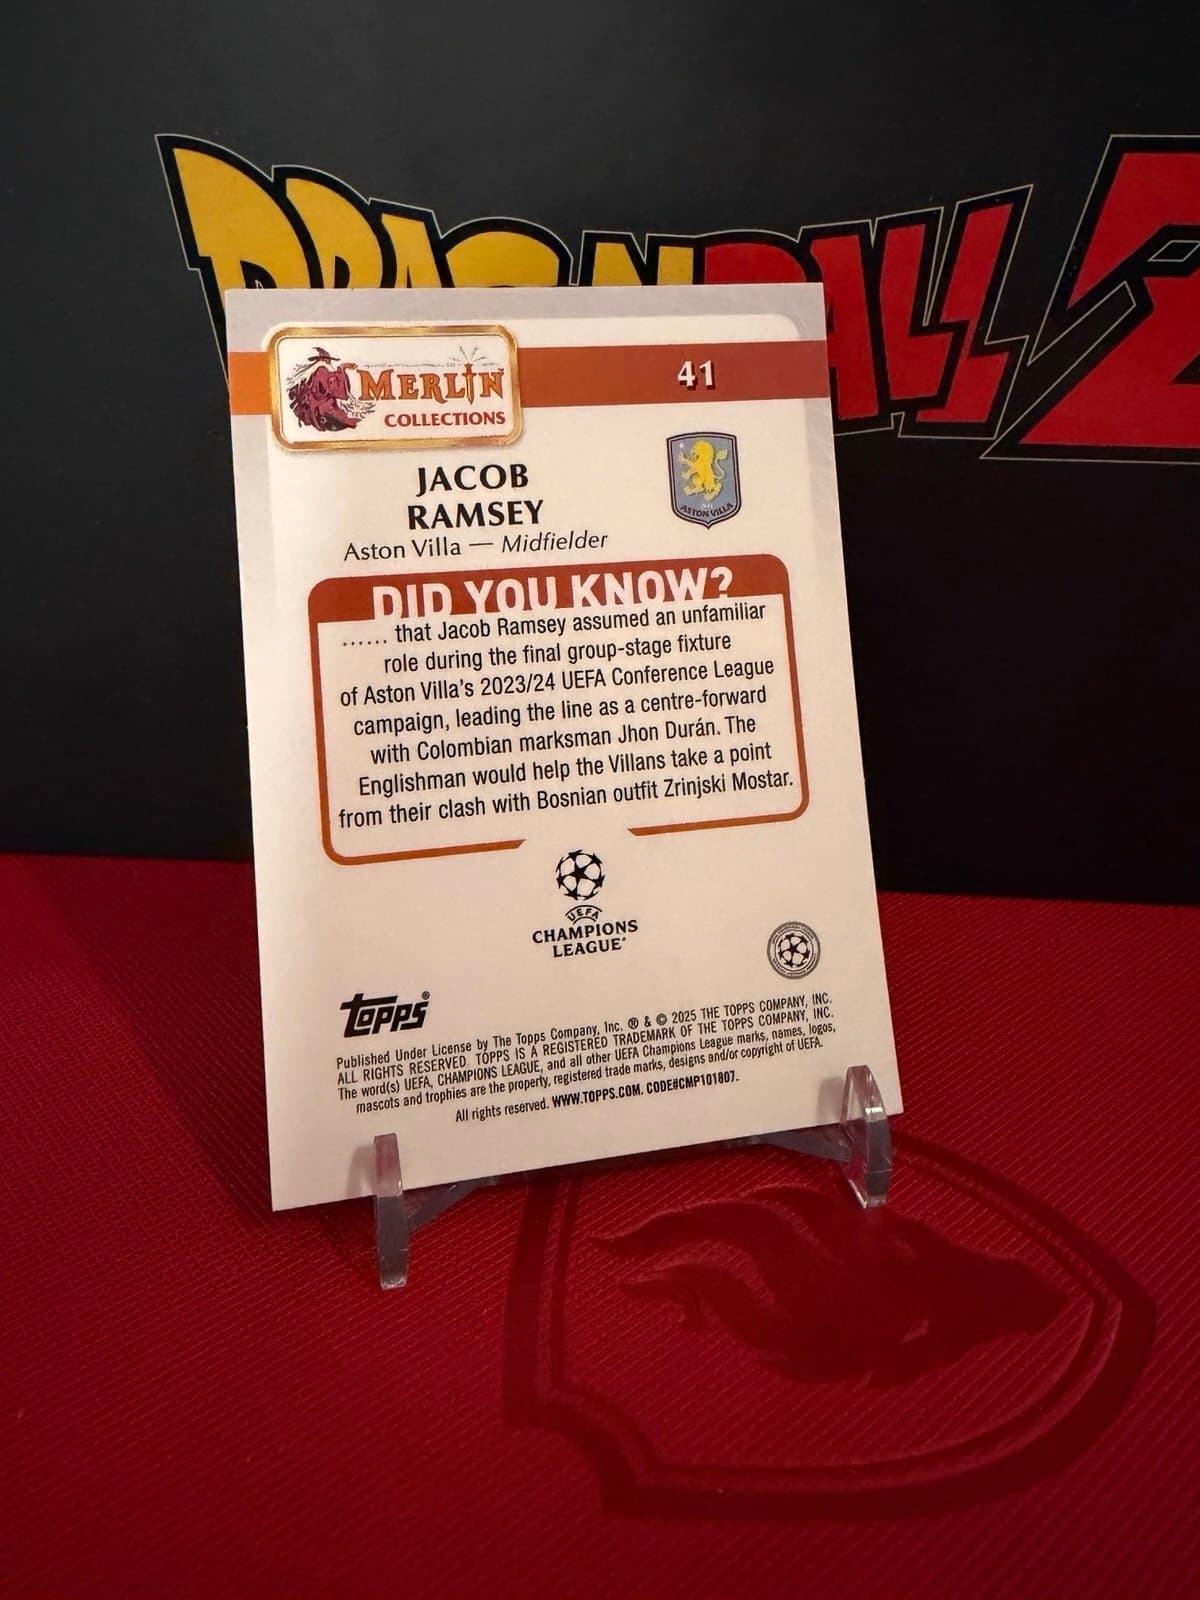 DRAGONBALL Z
MERLIN
COLLECTIONS
41
JACOB
RAMSEY
ASTON VILLA
Aston Villa — Midfielder
DID YOU KNOW?
...... that Jacob Ramsey assumed an unfamiliar
role during the final group-stage fixture
of Aston Villa's 2023/24 UEFA Conference League
campaign, leading the line as a centre-forward
with Colombian marksman Jhon Durán. The
Englishman would help the Villans take a point
from their clash with Bosnian outfit Zrinjski Mostar.
UEFA
CHAMPIONS
LEAGUE®
Topps®
Published Under License by The Topps Company, Inc. ® & © 2025 THE TOPPS COMPANY, INC.
ALL RIGHTS RESERVED. TOPPS IS A REGISTERED TRADEMARK OF THE TOPPS COMPANY, INC.
The word(s) UEFA, CHAMPIONS LEAGUE, and all other UEFA Champions League marks, names, logos,
mascots and trophies are the property, registered trade marks, designs and/or copyright of UEFA.
All rights reserved. WWW.TOPPS.COM. CODE#CMP101807.